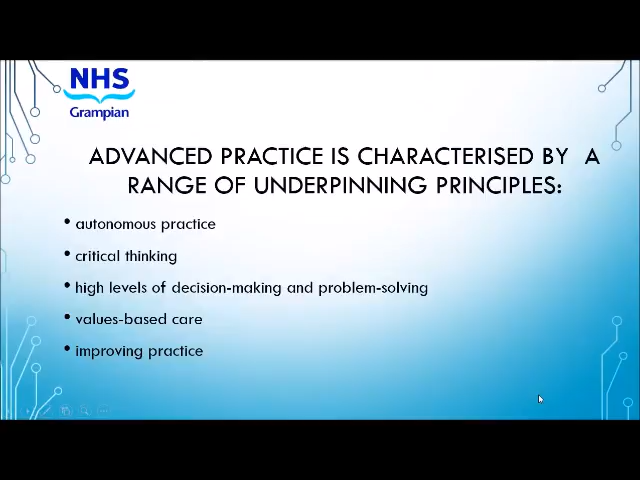 NHS
Grampian
ADVANCED PRACTICE IS CHARACTERISED BY A
RANGE OF UNDERPINNING PRINCIPLES:
• autonomous practice
• critical thinking
• high levels of decision-making and problem-solving
• values-based care
• improving practice